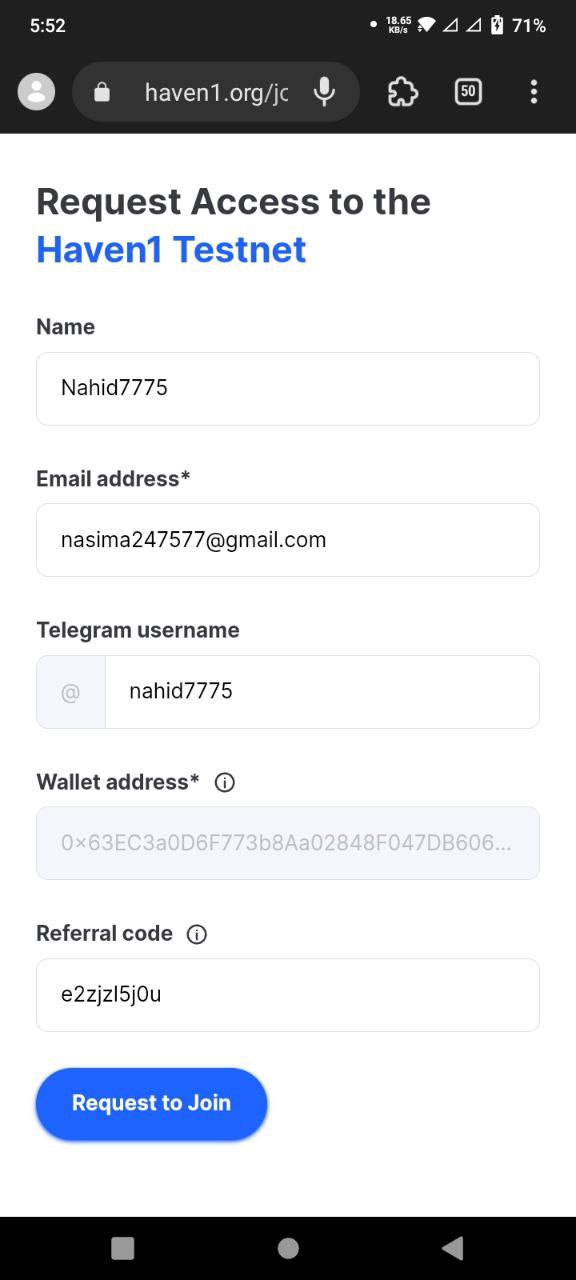 5:52
18.65
KB/s
71%
haven1.org/jc
50
Request Access to the
Haven1 Testnet
Name
Nahid7775
Email address*
nasima247577@gmail.com
Telegram username
@
nahid7775
Wallet address*
0×63EC3a0D6F773b8Aa02848F047DB606...
Referral code
e2zjzl5j0u
Request to Join